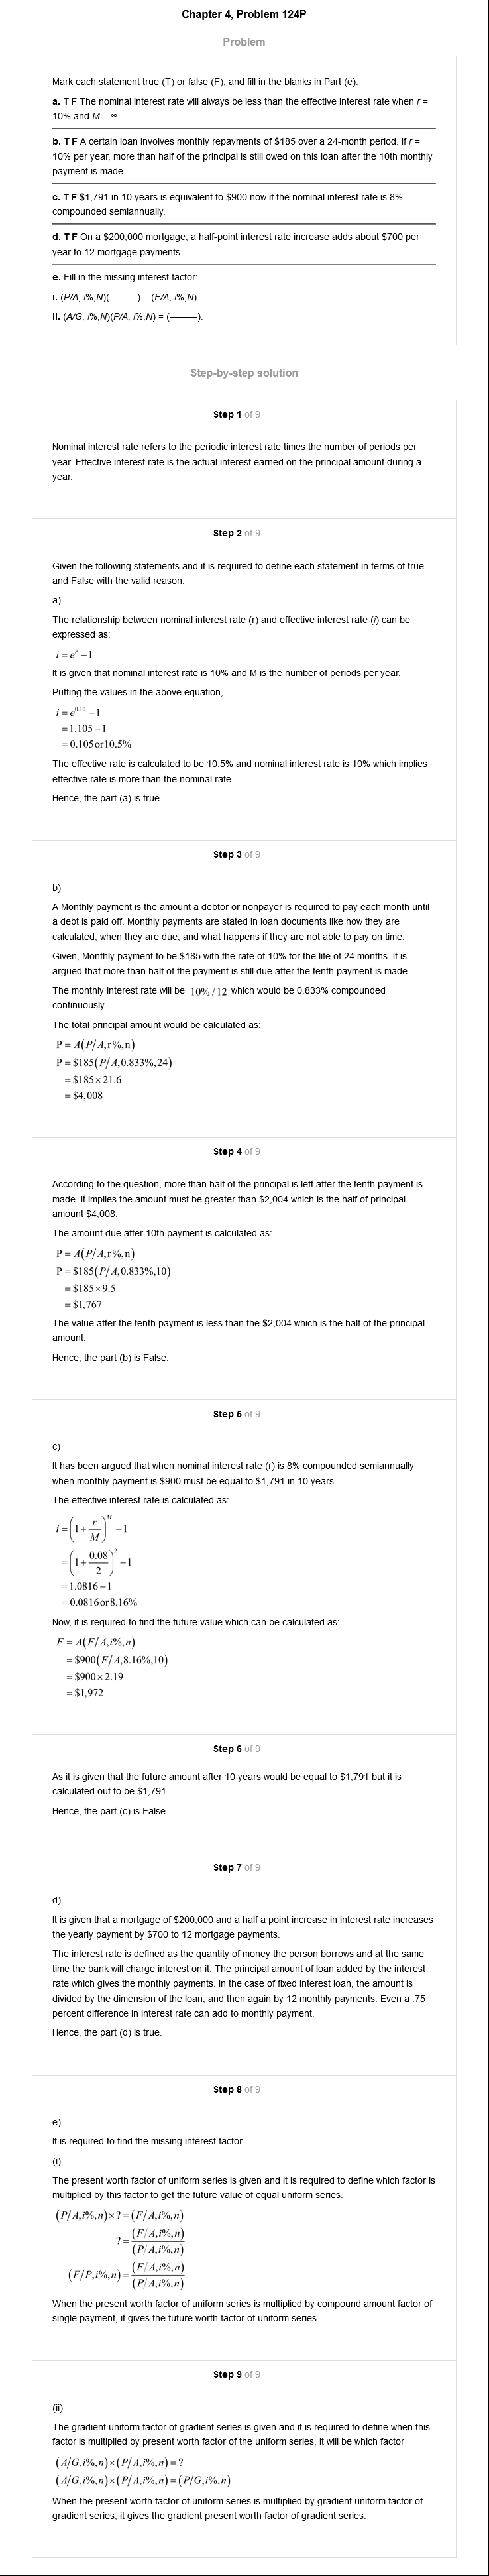 Chapter 4, Problem 124P
Problem
Mark each statement true (T) or false (F), and fill in the blanks in Part (e).
a. T F The nominal interest rate will always be less than the effective interest rate when r =
10% and M = ∞.
b. T F A certain loan involves monthly repayments of $185 over a 24-month period. If r =
10% per year, more than half of the principal is still owed on this loan after the 10th monthly
payment is made.
c. T F $1,791 in 10 years is equivalent to $900 now if the nominal interest rate is 8%
compounded semiannually.
d. T F On a $200,000 mortgage, a half-point interest rate increase adds about $700 per
year to 12 mortgage payments.
e. Fill in the missing interest factor:
i. (P/A, i%,N)(———) = (F/A, i%,N).
ii. (A/G, i%,N)(P/A, i%,N) = (———).
Step-by-step solution
Step 1 of 9
Nominal interest rate refers to the periodic interest rate times the number of periods per
year. Effective interest rate is the actual interest earned on the principal amount during a
year.
Step 2 of 9
Given the following statements and it is required to define each statement in terms of true
and False with the valid reason.
a)
The relationship between nominal interest rate (r) and effective interest rate (i) can be
expressed as:
i = e^r − 1
It is given that nominal interest rate is 10% and M is the number of periods per year.
Putting the values in the above equation,
i = e^0.10 − 1
= 1.105 − 1
= 0.105or10.5%
The effective rate is calculated to be 10.5% and nominal interest rate is 10% which implies
effective rate is more than the nominal rate.
Hence, the part (a) is true.
Step 3 of 9
b)
A Monthly payment is the amount a debtor or nonpayer is required to pay each month until
a debt is paid off. Monthly payments are stated in loan documents like how they are
calculated, when they are due, and what happens if they are not able to pay on time.
Given, Monthly payment to be $185 with the rate of 10% for the life of 24 months. It is
argued that more than half of the payment is still due after the tenth payment is made.
The monthly interest rate will be 10% / 12 which would be 0.833% compounded
continuously.
The total principal amount would be calculated as:
P = A(P/A,r%,n)
P = $185(P/A,0.833%,24)
= $185 × 21.6
= $4,008
Step 4 of 9
According to the question, more than half of the principal is left after the tenth payment is
made. It implies the amount must be greater than $2,004 which is the half of principal
amount $4,008.
The amount due after 10th payment is calculated as:
P = A(P/A,r%,n)
P = $185(P/A,0.833%,10)
= $185 × 9.5
= $1,767
The value after the tenth payment is less than the $2,004 which is the half of the principal
amount.
Hence, the part (b) is False.
Step 5 of 9
c)
It has been argued that when nominal interest rate (r) is 8% compounded semiannually
when monthly payment is $900 must be equal to $1,791 in 10 years.
The effective interest rate is calculated as:
i = (1 + r/M)^M − 1
= (1 + 0.08/2)^2 − 1
= 1.0816 − 1
= 0.0816or8.16%
Now, it is required to find the future value which can be calculated as:
F = A(F/A,i%,n)
= $900(F/A,8.16%,10)
= $900 × 2.19
= $1,972
Step 6 of 9
As it is given that the future amount after 10 years would be equal to $1,791 but it is
calculated out to be $1,791.
Hence, the part (c) is False.
Step 7 of 9
d)
It is given that a mortgage of $200,000 and a half a point increase in interest rate increases
the yearly payment by $700 to 12 mortgage payments.
The interest rate is defined as the quantity of money the person borrows and at the same
time the bank will charge interest on it. The principal amount of loan added by the interest
rate which gives the monthly payments. In the case of fixed interest loan, the amount is
divided by the dimension of the loan, and then again by 12 monthly payments. Even a .75
percent difference in interest rate can add to monthly payment.
Hence, the part (d) is true.
Step 8 of 9
e)
It is required to find the missing interest factor.
(i)
The present worth factor of uniform series is given and it is required to define which factor is
multiplied by this factor to get the future value of equal uniform series.
(P/A,i%,n) × ? = (F/A,i%,n)
? = (F/A,i%,n) / (P/A,i%,n)
(F/P,i%,n) = (F/A,i%,n) / (P/A,i%,n)
When the present worth factor of uniform series is multiplied by compound amount factor of
single payment, it gives the future worth factor of uniform series.
Step 9 of 9
(ii)
The gradient uniform factor of gradient series is given and it is required to define when this
factor is multiplied by present worth factor of the uniform series, it will be which factor
(A/G,i%,n) × (P/A,i%,n) = ?
(A/G,i%,n) × (P/A,i%,n) = (P/G,i%,n)
When the present worth factor of uniform series is multiplied by gradient uniform factor of
gradient series, it gives the gradient present worth factor of gradient series.